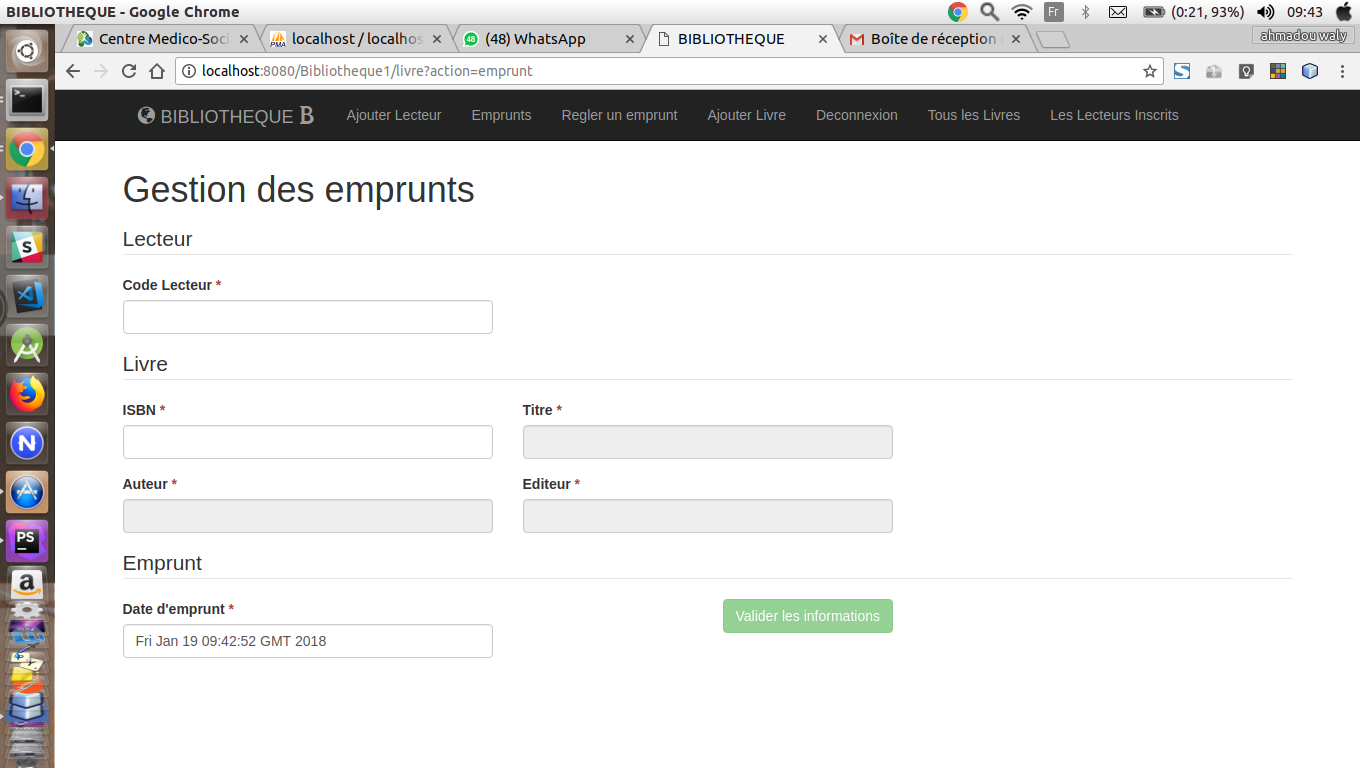 BIBLIOTHEQUE - Google Chrome
Fr (0:21, 93%) 09:43
Centre Medico-Soci localhost / localhos (48) WhatsApp BIBLIOTHEQUE Boîte de réception ahmadou waly
localhost:8080/Bibliotheque1/livre?action=emprunt
BIBLIOTHEQUE B Ajouter Lecteur Emprunts Regler un emprunt Ajouter Livre Deconnexion Tous les Livres Les Lecteurs Inscrits
Gestion des emprunts
Lecteur
Code Lecteur *
Livre
ISBN * Titre *
Auteur * Editeur *
Emprunt
Date d'emprunt * Valider les informations
Fri Jan 19 09:42:52 GMT 2018